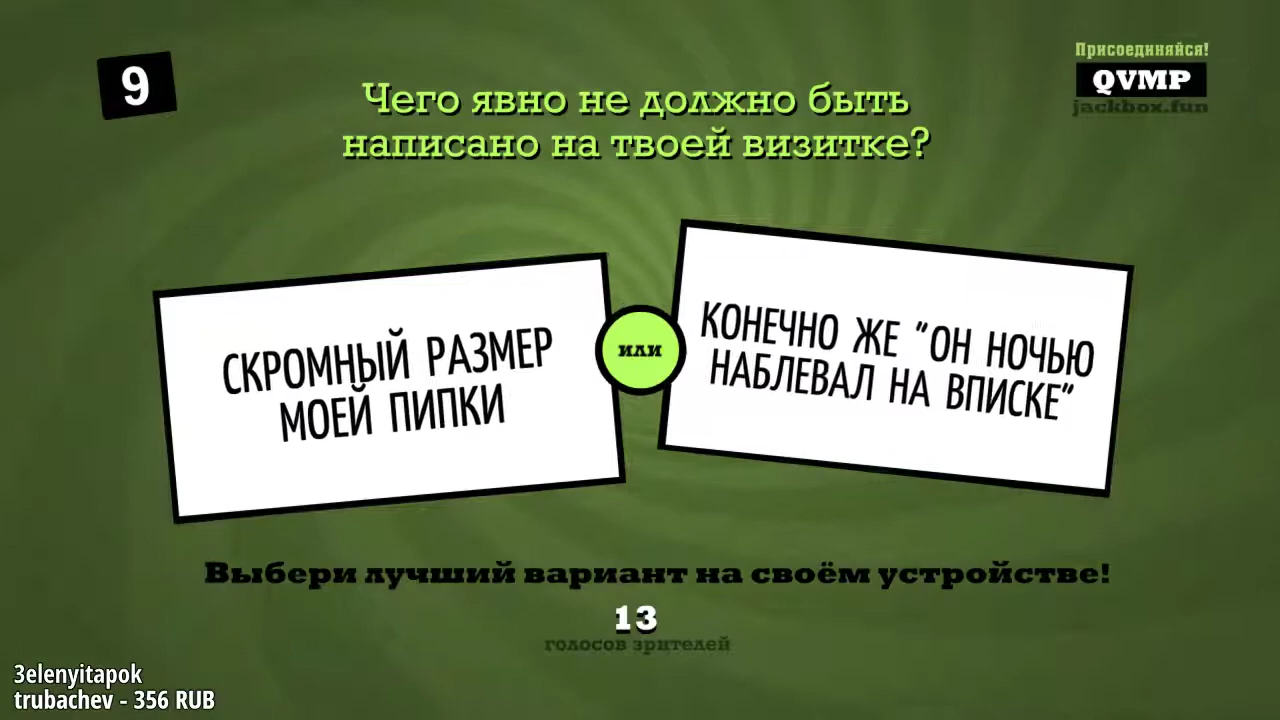 9
Присоединяйся!
QVMP
jackbox.fun
Чего явно не должно быть
написано на твоей визитке?
СКРОМНЫЙ РАЗМЕР
МОЕЙ ПИПКИ
или
КОНЕЧНО ЖЕ "ОН НОЧЬЮ
НАБЛЕВАЛ НА ВПИСКЕ"
Выбери лучший вариант на своём устройстве!
13
голосов зрителей
3elenyitapok
trubachev - 356 RUB